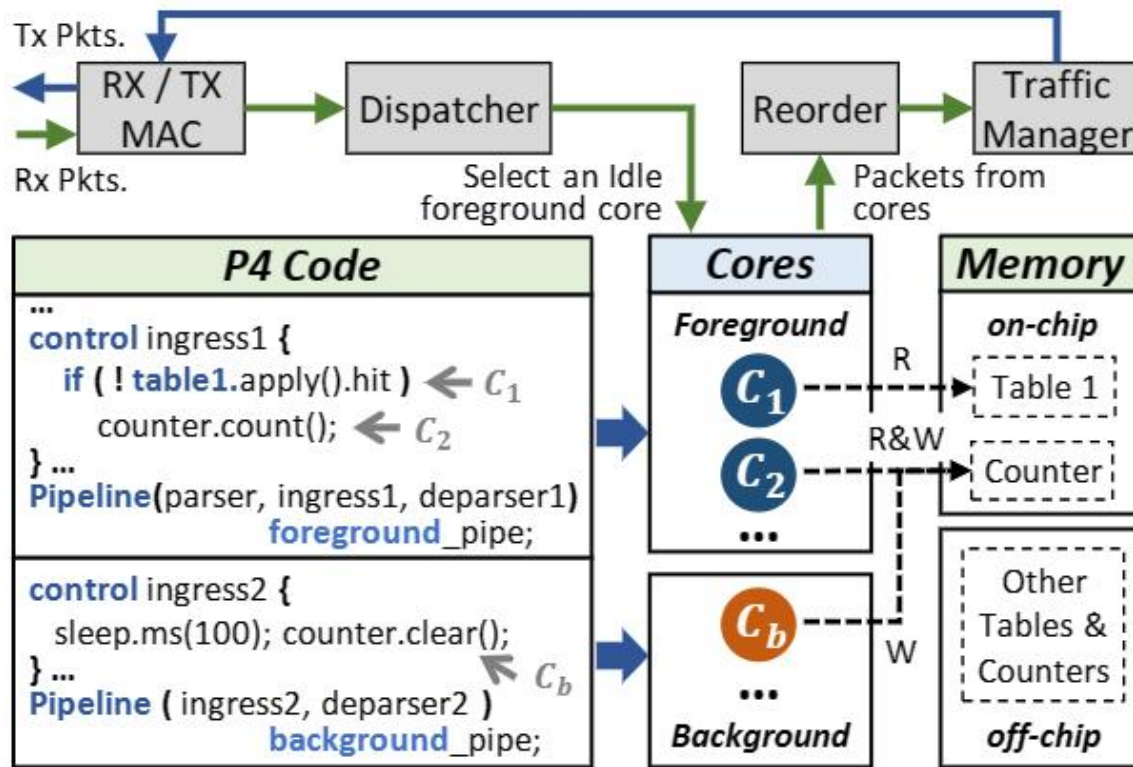 Tx Pkts.
RX / TX
MAC
Rx Pkts.
Dispatcher
Select an Idle
foreground core
Reorder
Traffic
Manager
Packets from
cores
P4 Code
...
control ingress1 {
if ( ! table1.apply().hit )
C1
counter.count();
C2
} ...
Pipeline(parser, ingress1, deparser1)
foreground_pipe;
control ingress2 {
sleep.ms(100); counter.clear();
} ...
Cb
Pipeline ( ingress2, deparser2 )
background_pipe;
Cores
Foreground
C1
C2
...
Cb
...
Background
R
R&W
W
Memory
on-chip
Table 1
Counter
Other
Tables &
Counters
off-chip